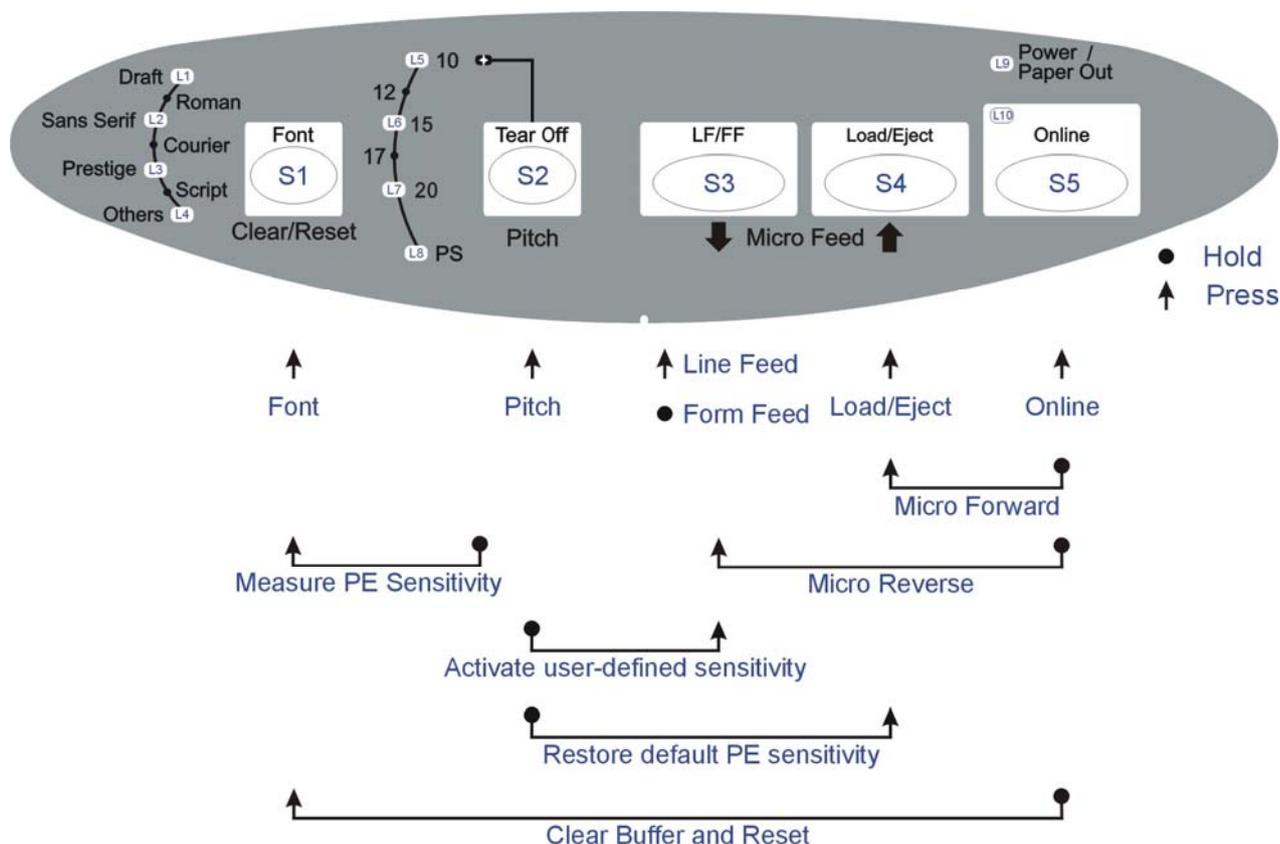 Draft L1
Roman
Sans Serif L2
Courier
Prestige L3
Script
Others L4
Font
S1
Clear/Reset
L5 10
12
L6 15
17
L7 20
L8 PS
Tear Off
S2
Pitch
LF/FF
S3
Load/Eject
S4
Micro Feed
L9 Power /
Paper Out
L10
Online
S5
Hold
Press
Font
Pitch
Line Feed
Form Feed
Load/Eject
Online
Micro Forward
Measure PE Sensitivity
Micro Reverse
Activate user-defined sensitivity
Restore default PE sensitivity
Clear Buffer and Reset